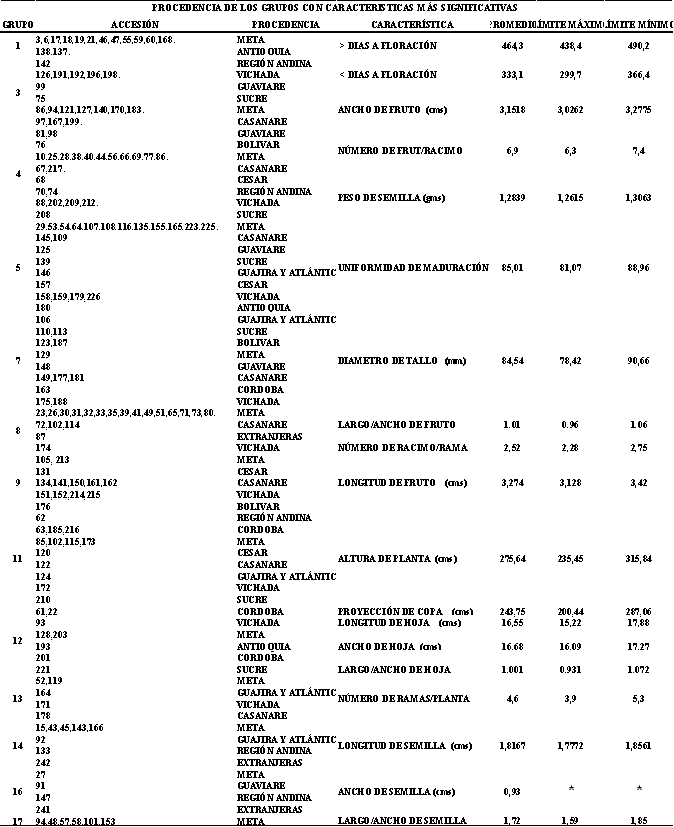 PROCEDENCIA DE LOS GRUPOS CON CARACTERISTICAS MÁS SIGNIFICATIVAS
GRUPO ACCESIÓN PROCEDENCIA CARACTERÍSTICA PROMEDIO LÍMITE MÁXIMO LÍMITE MÍNIMO
1 3,6,17,18,19,21,46,47,55,59,60,168. META > DIAS A FLORACIÓN 464,3 438,4 490,2
138,137. ANTIOQUIA
142 REGIÓN ANDINA
3 126,191,192,196,198. VICHADA < DIAS A FLORACIÓN 333,1 299,7 366,4
99 GUAVIARE
75 SUCRE
86,94,121,127,140,170,183. META ANCHO DE FRUTO (cms) 3,1518 3,0262 3,2775
97,167,199. CASANARE
81,98 GUAVIARE
76 BOLIVAR
4 10,25,28,38,40,44,56,66,69,77,86. META NÚMERO DE FRUT/RACIMO 6,9 6,3 7,4
67,217. CASANARE
68 CESAR
70,74 REGIÓN ANDINA
88,202,209,212. VICHADA PESO DE SEMILLA (gms) 1,2839 1,2615 1,3063
208 SUCRE
5 29,53,54,64,107,108,116,135,155,165,223,225. META UNIFORMIDAD DE MADURACIÓN 85,01 81,07 88,96
145,109 CASANARE
125 GUAVIARE
139 SUCRE
146 GUAJIRA Y ATLÁNTIC
157 CESAR
158,159,179,226 VICHADA
180 ANTIOQUIA
106 GUAJIRA Y ATLÁNTIC
7 110,113 SUCRE DIAMETRO DE TALLO (mm) 84,54 78,42 90,66
123,187 BOLIVAR
129 META
148 GUAVIARE
149,177,181 CASANARE
163 CORDOBA
175,188 VICHADA
8 23,26,30,31,32,33,35,39,41,49,51,65,71,73,80. META
72,102,114 CASANARE LARGO/ANCHO DE FRUTO 1,01 0,96 1,06
87 EXTRANJERAS
174 VICHADA NÚMERO DE RACIMO/RAMA 2,52 2,28 2,75
9 105, 213 META
131 CESAR
134,141,150,161,162 CASANARE LONGITUD DE FRUTO (cms) 3,274 3,128 3,42
151,152,214,215 VICHADA
176 BOLIVAR
62 REGIÓN ANDINA
63,185,216 CORDOBA
11 85,102,115,173 META ALTURA DE PLANTA (cms) 275,64 235,45 315,84
120 CESAR
122 CASANARE
124 GUAJIRA Y ATLÁNTIC
172 VICHADA
210 SUCRE
12 61,22 CORDOBA PROYECCIÓN DE COPA (cms) 243,75 200,44 287,06
93 VICHADA LONGITUD DE HOJA (cms) 16,55 15,22 17,88
128,203 META
193 ANTIOQUIA ANCHO DE HOJA (cms) 16,68 16,09 17,27
201 CORDOBA
221 SUCRE LARGO/ANCHO DE HOJA 1,001 0,931 1,072
13 52,119 META
164 GUAJIRA Y ATLÁNTIC NÚMERO DE RAMAS/PLANTA 4,6 3,9 5,3
171 VICHADA
178 CASANARE
14 15,43,45,143,166 META
92 GUAJIRA Y ATLÁNTIC
133 REGIÓN ANDINA LONGITUD DE SEMILLA (cms) 1,8167 1,7772 1,8561
242 EXTRANJERAS
16 27 META
91 GUAVIARE ANCHO DE SEMILLA (cms) 0,93 * *
147 REGIÓN ANDINA
241 EXTRANJERAS
17 94,48,57,58,101,153 META LARGO/ANCHO DE SEMILLA 1,72 1,59 1,85